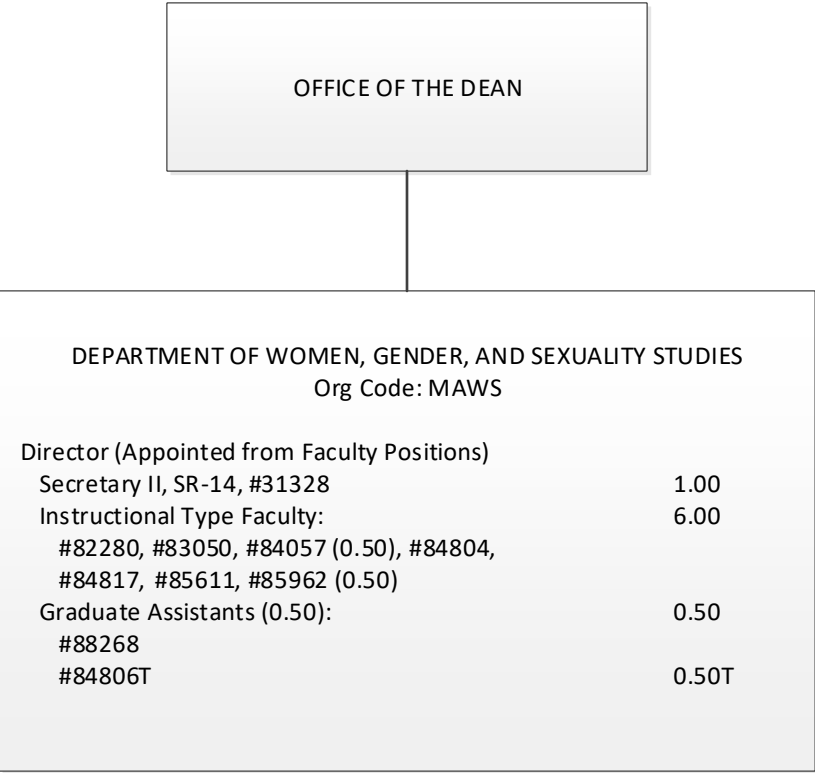 OFFICE OF THE DEAN
DEPARTMENT OF WOMEN, GENDER, AND SEXUALITY STUDIES
Org Code: MAWS
Director (Appointed from Faculty Positions)
Secretary II, SR-14, #31328 1.00
Instructional Type Faculty: 6.00
#82280, #83050, #84057 (0.50), #84804,
#84817, #85611, #85962 (0.50)
Graduate Assistants (0.50): 0.50
#88268
#84806T 0.50T